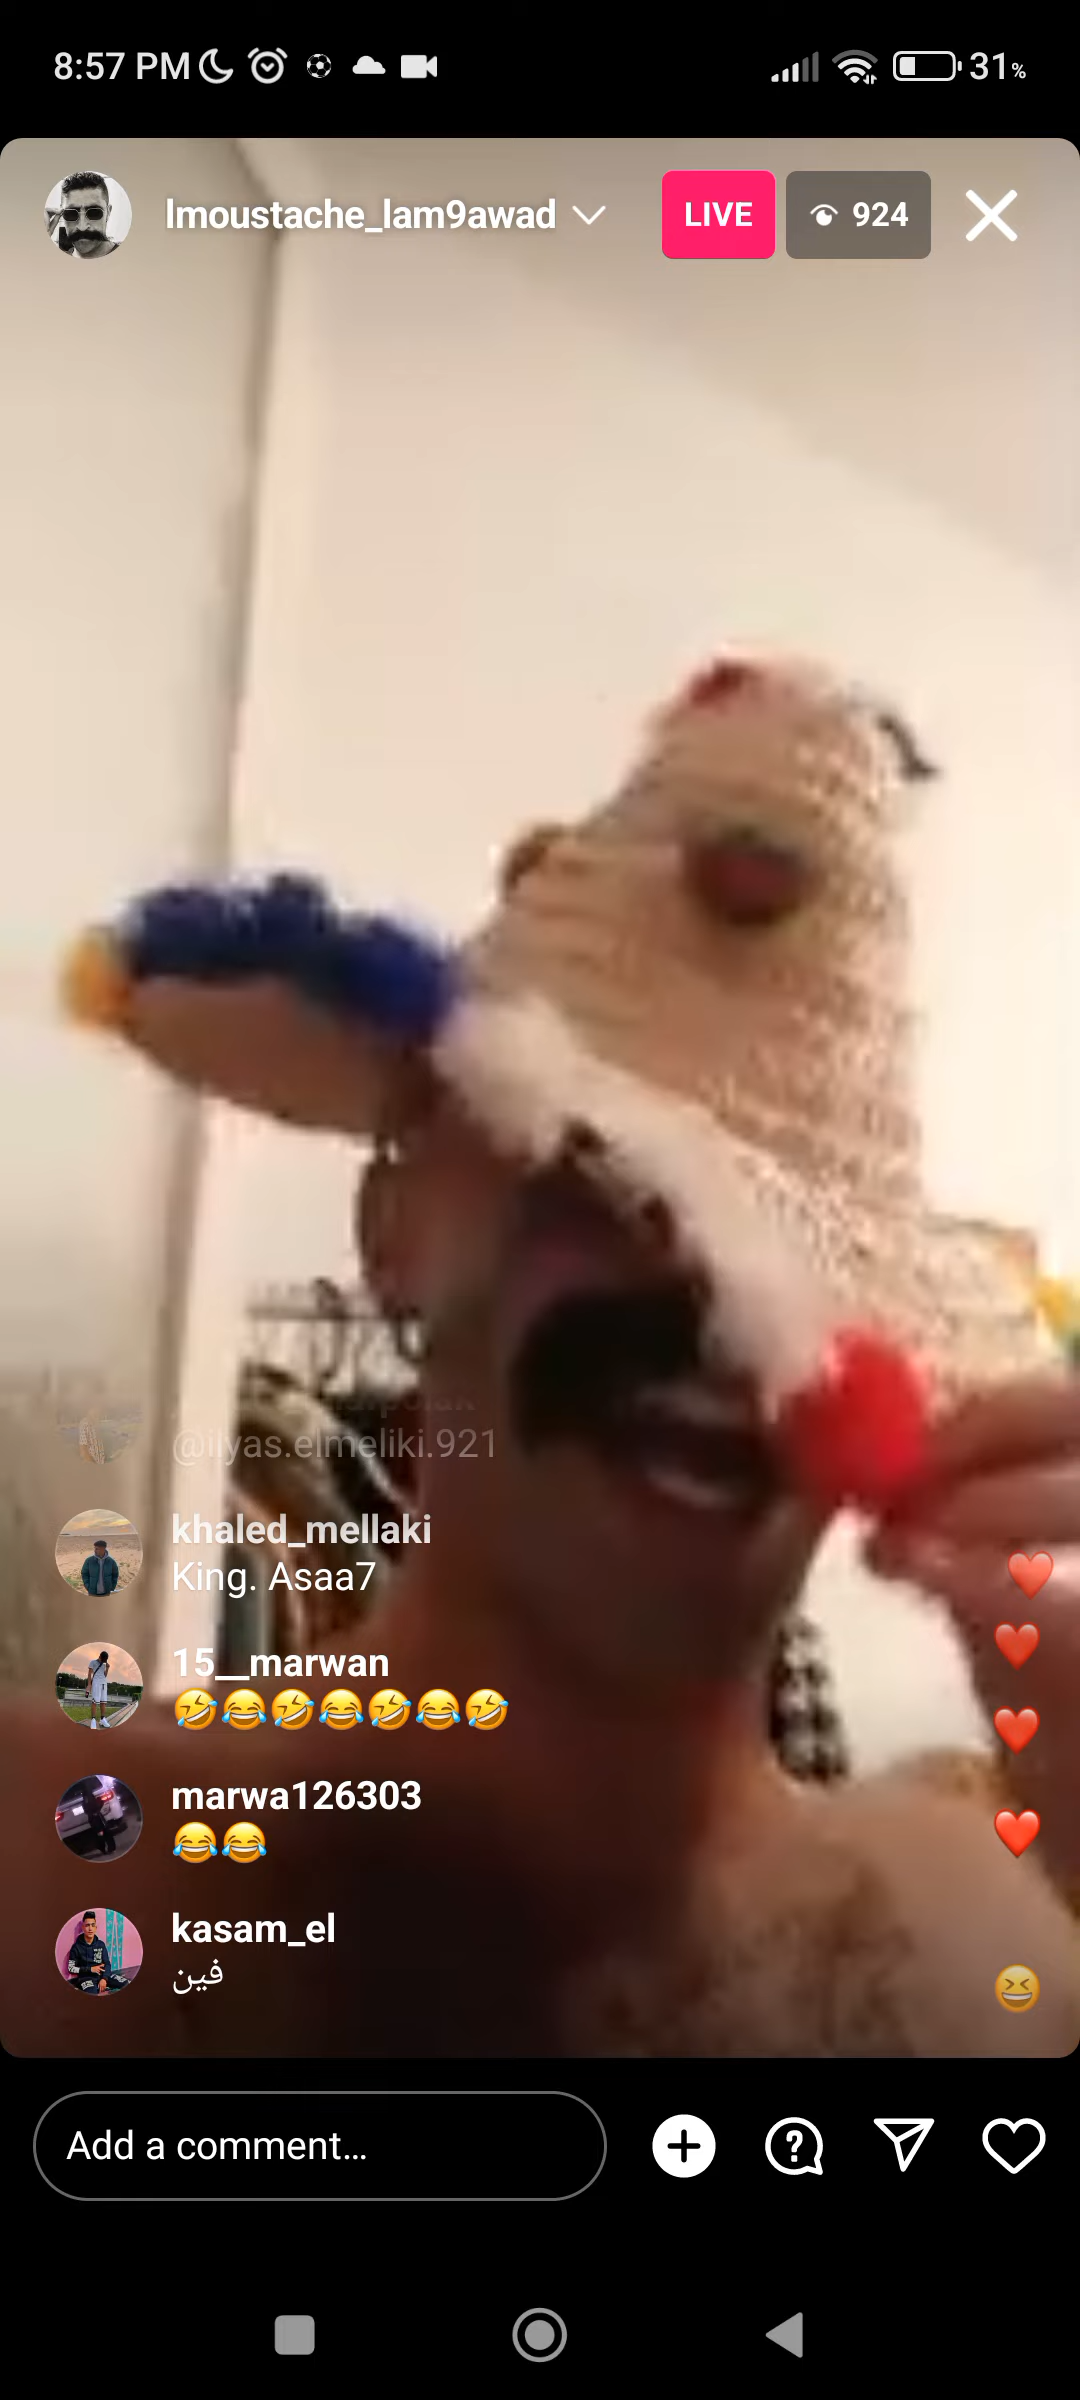 8:57 PM
31%
lmoustache_lam9awad
LIVE
924
@ilyas.elmeliki.921
khaled_mellaki
King. Asaa7
15__marwan
🤣😂🤣😂🤣😂🤣
marwa126303
😂😂
kasam_el
فين
Add a comment...